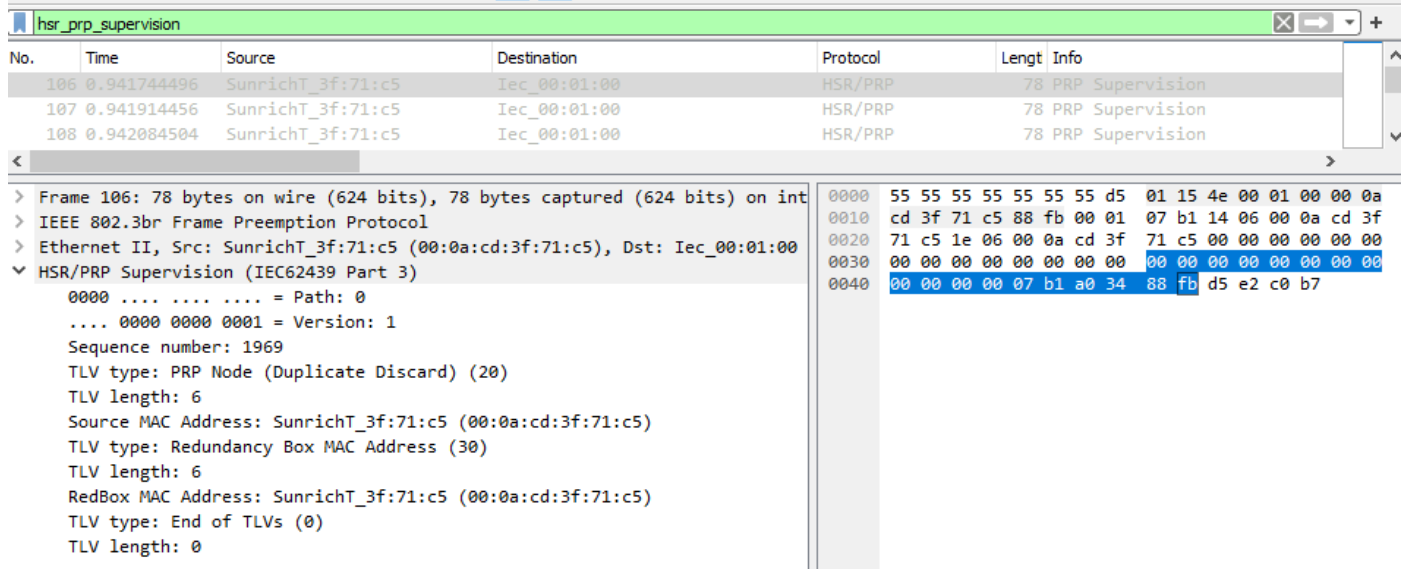 hsr_prp_supervision
No. Time Source Destination Protocol Lengt Info
106 0.941744496 SunrichT_3f:71:c5 Iec_00:01:00 HSR/PRP 78 PRP Supervision
107 0.941914456 SunrichT_3f:71:c5 Iec_00:01:00 HSR/PRP 78 PRP Supervision
108 0.942084504 SunrichT_3f:71:c5 Iec_00:01:00 HSR/PRP 78 PRP Supervision
Frame 106: 78 bytes on wire (624 bits), 78 bytes captured (624 bits) on int
IEEE 802.3br Frame Preemption Protocol
Ethernet II, Src: SunrichT_3f:71:c5 (00:0a:cd:3f:71:c5), Dst: Iec_00:01:00
HSR/PRP Supervision (IEC62439 Part 3)
0000 .... .... .... = Path: 0
.... 0000 0000 0001 = Version: 1
Sequence number: 1969
TLV type: PRP Node (Duplicate Discard) (20)
TLV length: 6
Source MAC Address: SunrichT_3f:71:c5 (00:0a:cd:3f:71:c5)
TLV type: Redundancy Box MAC Address (30)
TLV length: 6
RedBox MAC Address: SunrichT_3f:71:c5 (00:0a:cd:3f:71:c5)
TLV type: End of TLVs (0)
TLV length: 0
0000 55 55 55 55 55 55 55 d5 01 15 4e 00 01 00 00 0a
0010 cd 3f 71 c5 88 fb 00 01 07 b1 14 06 00 0a cd 3f
0020 71 c5 1e 06 00 0a cd 3f 71 c5 00 00 00 00 00 00
0030 00 00 00 00 00 00 00 00 00 00 00 00 00 00 00 00
0040 00 00 00 00 07 b1 a0 34 88 fb d5 e2 c0 b7